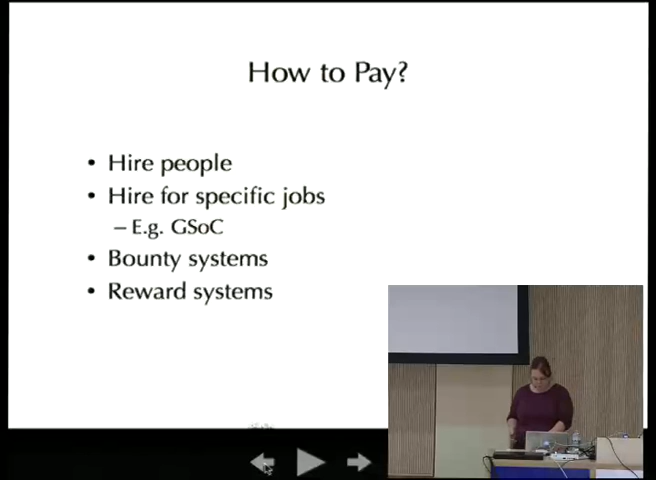 How to Pay?
• Hire people
• Hire for specific jobs
– E.g. GSoC
• Bounty systems
• Reward systems